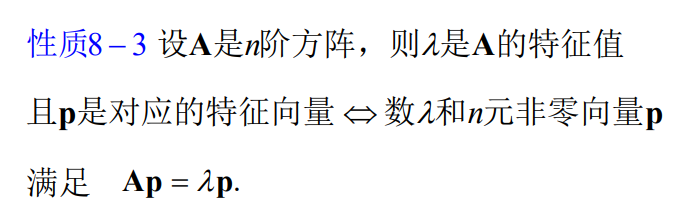 性质8－3 设A是n阶方阵，则λ是A的特征值
且p是对应的特征向量⇔数λ和n元非零向量p
满足 Ap = λp.